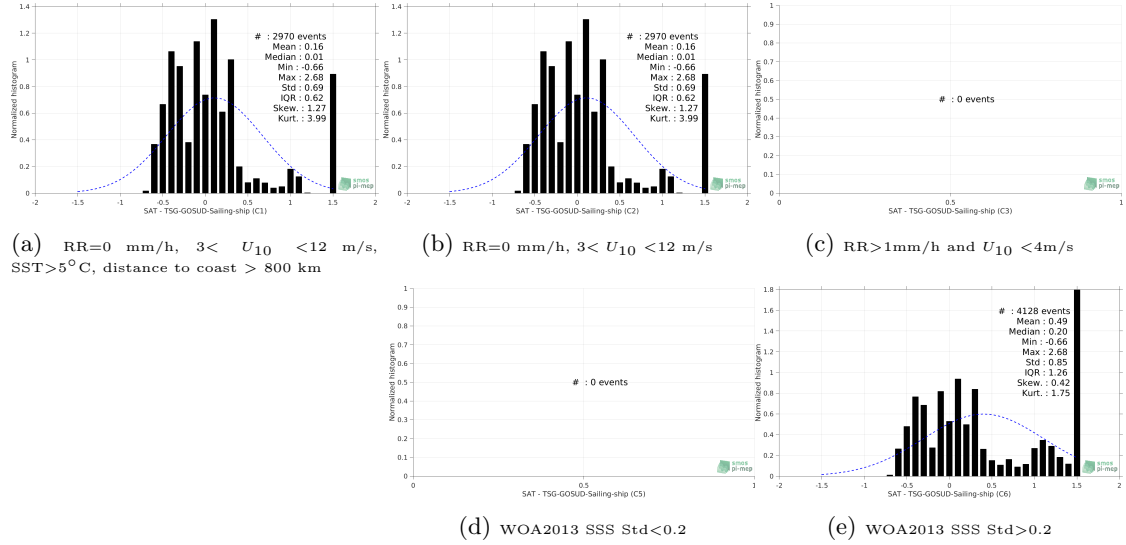 1.4
1.2
1
0.8
0.6
0.4
0.2
0
Normalized histogram
# : 2970 events
Mean : 0.16
Median : 0.01
Min : -0.66
Max : 2.68
Std : 0.69
IQR : 0.62
Skew. : 1.27
Kurt. : 3.99
smos
pi-mep
-2 -1.5 -1 -0.5 0 0.5 1 1.5 2
SAT - TSG-GOSUD-Sailing-ship (C1)
(a) RR=0 mm/h, 3< U10 <12 m/s,
SST>5°C, distance to coast > 800 km
1.4
1.2
1
0.8
0.6
0.4
0.2
0
Normalized histogram
# : 2970 events
Mean : 0.16
Median : 0.01
Min : -0.66
Max : 2.68
Std : 0.69
IQR : 0.62
Skew. : 1.27
Kurt. : 3.99
smos
pi-mep
-2 -1.5 -1 -0.5 0 0.5 1 1.5 2
SAT - TSG-GOSUD-Sailing-ship (C2)
(b) RR=0 mm/h, 3< U10 <12 m/s
1
0.9
0.8
0.7
0.6
0.5
0.4
0.3
0.2
0.1
0
Normalized histogram
# : 0 events
smos
pi-mep
0 0.5 1
SAT - TSG-GOSUD-Sailing-ship (C3)
(c) RR>1mm/h and U10 <4m/s
1
0.9
0.8
0.7
0.6
0.5
0.4
0.3
0.2
0.1
0
Normalized histogram
# : 0 events
smos
pi-mep
0 0.5 1
SAT - TSG-GOSUD-Sailing-ship (C5)
(d) WOA2013 SSS Std<0.2
1.8
1.6
1.4
1.2
1
0.8
0.6
0.4
0.2
0
Normalized histogram
# : 4128 events
Mean : 0.49
Median : 0.20
Min : -0.66
Max : 2.68
Std : 0.85
IQR : 1.26
Skew. : 0.42
Kurt. : 1.75
smos
pi-mep
-2 -1.5 -1 -0.5 0 0.5 1 1.5 2
SAT - TSG-GOSUD-Sailing-ship (C6)
(e) WOA2013 SSS Std>0.2